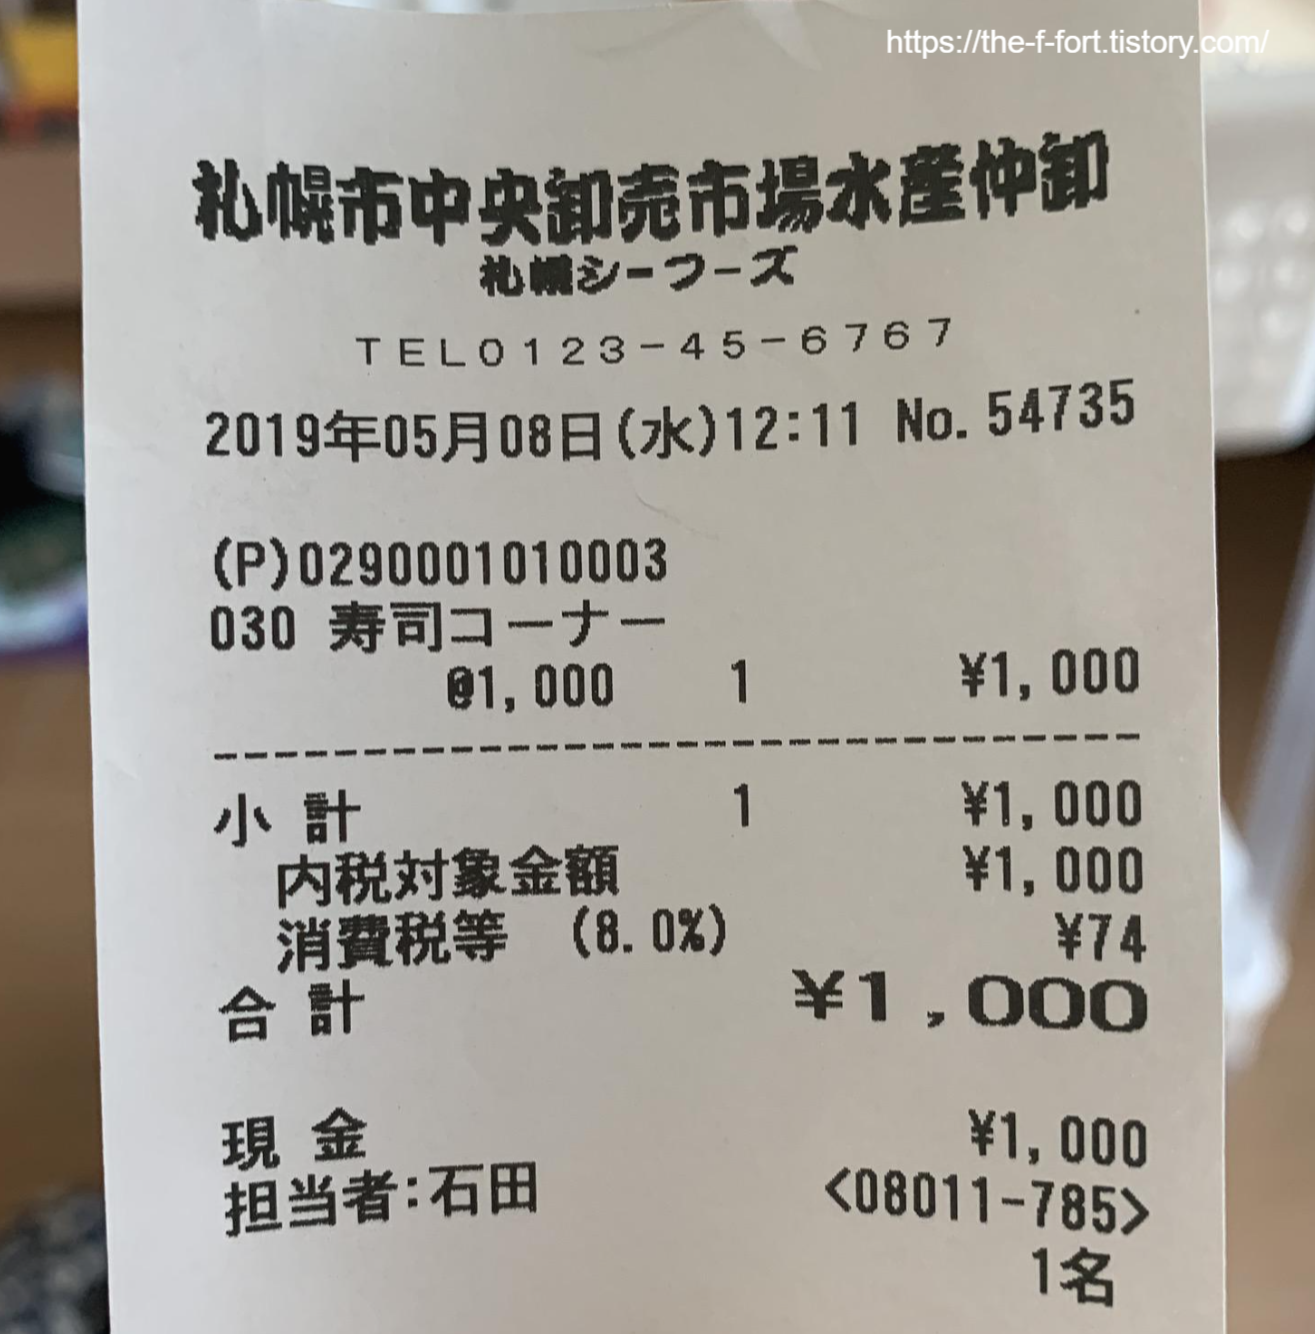 https://the-f-fort.tistory.com/
札幌市中央卸売市場水産仲卸
札幌シーフーズ
TEL0123-45-6767
2019年05月08日(水)12:11 No.54735
(P)0290001010003
030 寿司コーナー
@1,000 1 ¥1,000
小計 1 ¥1,000
内税対象金額 ¥1,000
消費税等 (8.0%) ¥74
合計 ¥1,000
現金 ¥1,000
担当者:石田 <08011-785>
1名